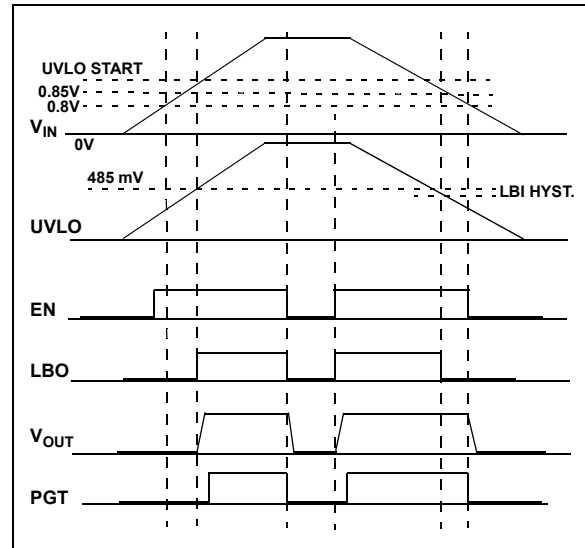 UVLO START
0.85V
0.8V
VIN
0V
485 mV
LBI HYST.
UVLO
EN
LBO
VOUT
PGT